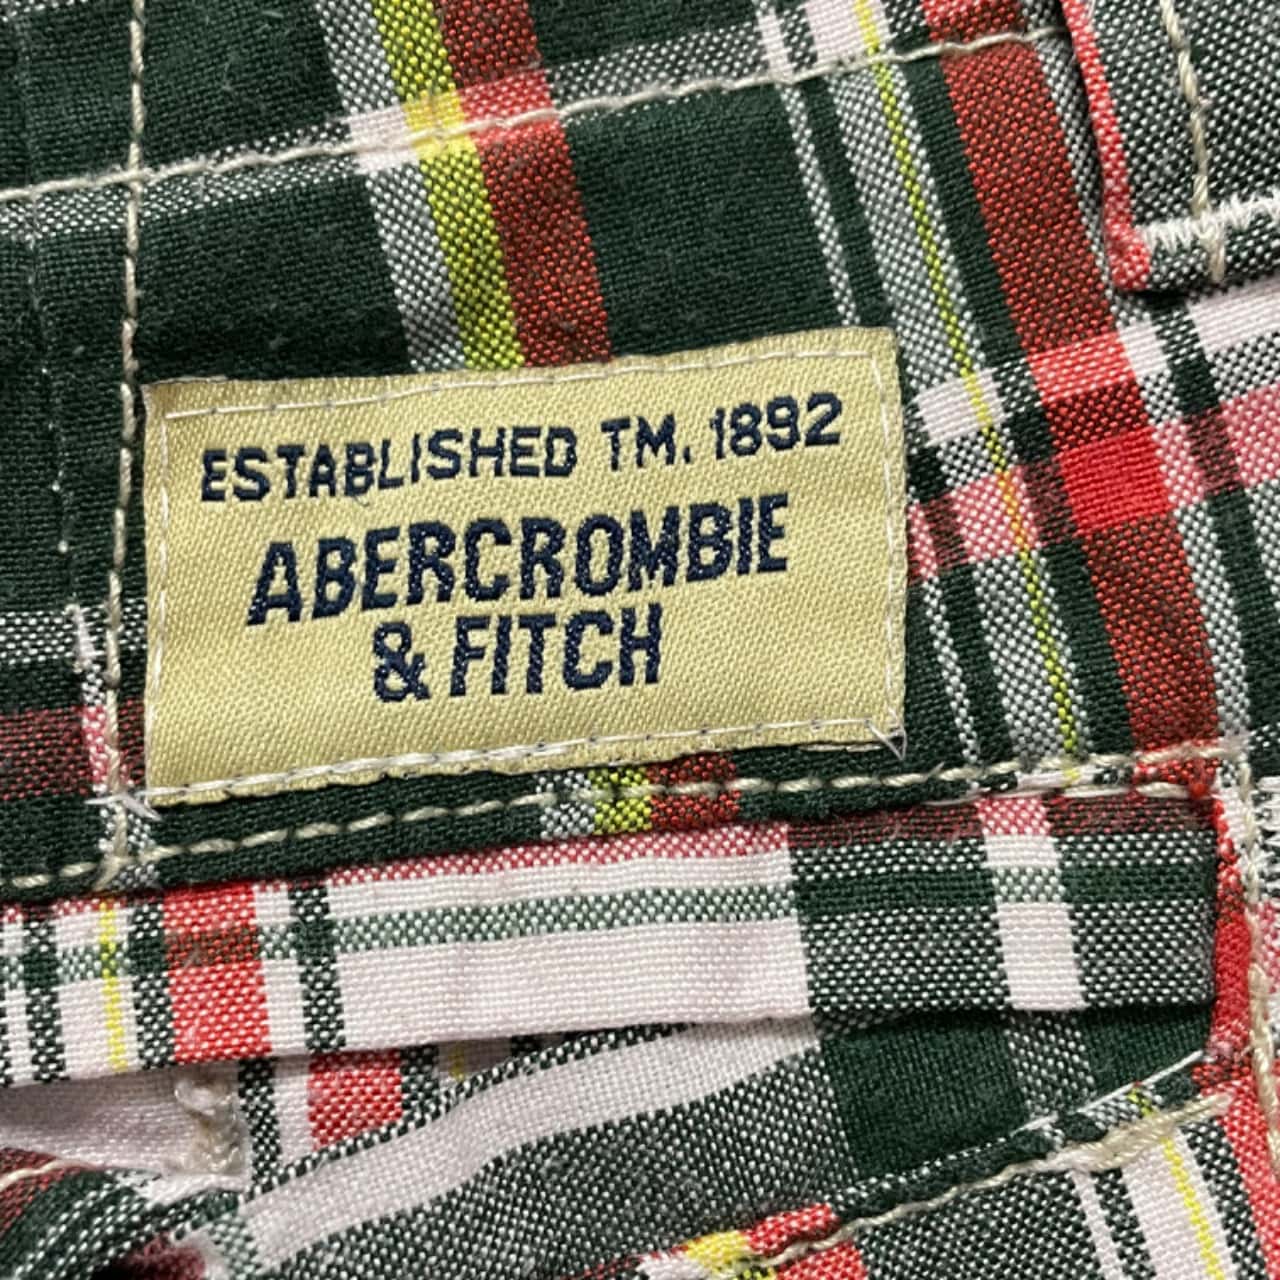 ESTABLISHED TM. 1892
ABERCROMBIE
& FITCH